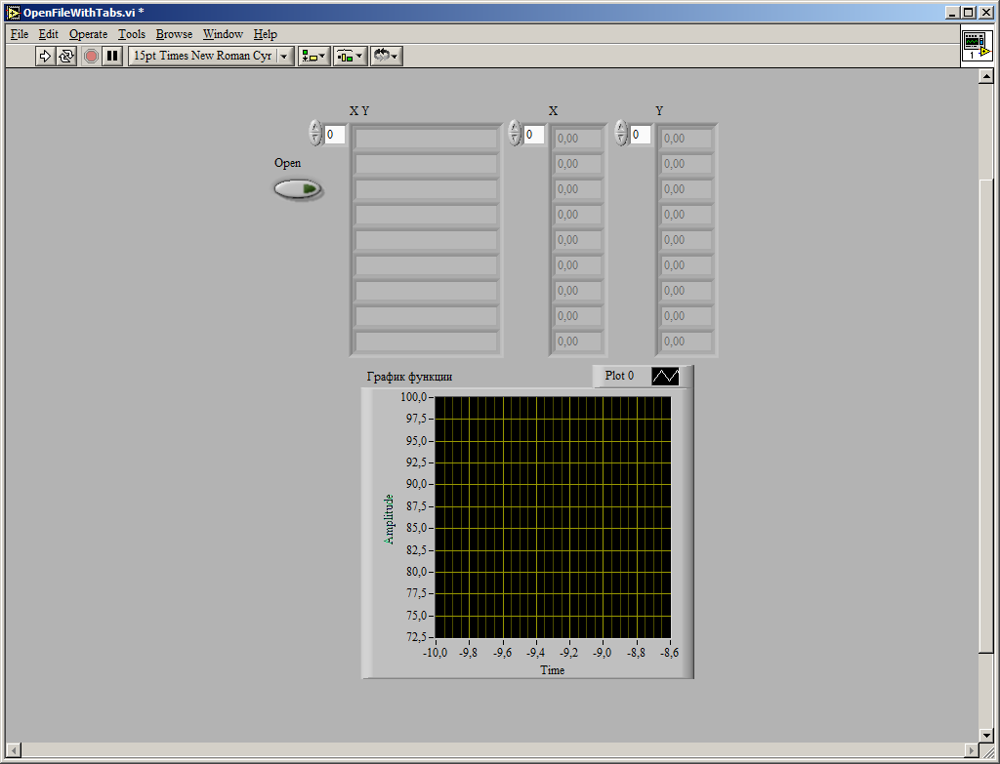 OpenFileWithTabs.vi *
File Edit Operate Tools Browse Window Help
15pt Times New Roman Cyr
1
X Y
X
Y
0
0
0
Open
0,00 0,00
0,00 0,00
0,00 0,00
0,00 0,00
0,00 0,00
0,00 0,00
0,00 0,00
0,00 0,00
0,00 0,00
График функции
Plot 0
100,0
97,5
95,0
92,5
90,0
87,5
85,0
82,5
80,0
77,5
75,0
72,5
Amplitude
-10,0 -9,8 -9,6 -9,4 -9,2 -9,0 -8,8 -8,6
Time